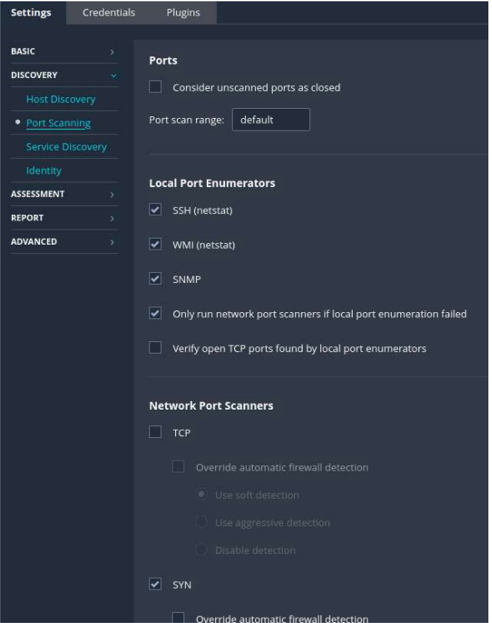 Settings Credentials Plugins
BASIC
DISCOVERY
Host Discovery
Port Scanning
Service Discovery
Identity
ASSESSMENT
REPORT
ADVANCED
Ports
Consider unscanned ports as closed
Port scan range: default
Local Port Enumerators
SSH (netstat)
WMI (netstat)
SNMP
Only run network port scanners if local port enumeration failed
Verify open TCP ports found by local port enumerators
Network Port Scanners
TCP
Override automatic firewall detection
Use soft detection
Use aggressive detection
Disable detection
SYN
Override automatic firewall detection